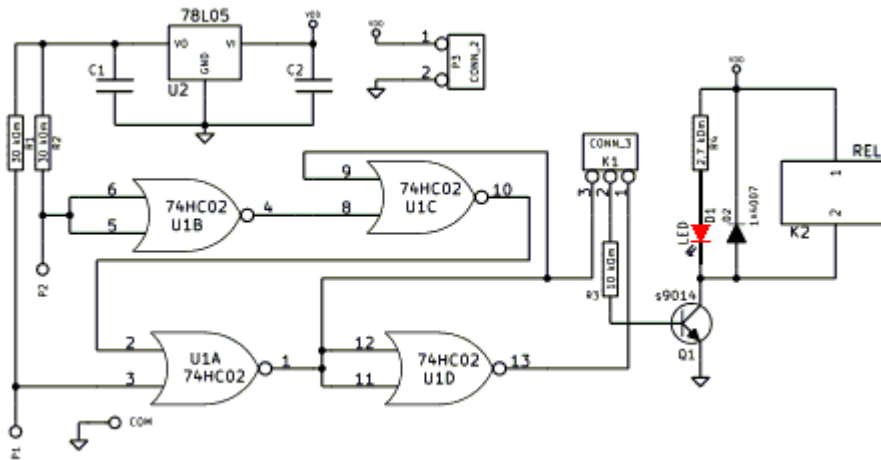 78L05
VDD
VO
VI
GND
C1
C2
U2
VDD
1
2
P3
CONN_2
30 kOm
R1
30 kOm
R2
6
5
74HC02
U1B
4
9
8
74HC02
U1C
10
CONN_3
K1
3
2
1
VDD
2.7 kOm
R4
LED
D1
D2
1n4007
REL
1
2
K2
10 kOm
R3
s9014
Q1
P2
2
3
U1A
74HC02
1
12
11
74HC02
U1D
13
COM
P1